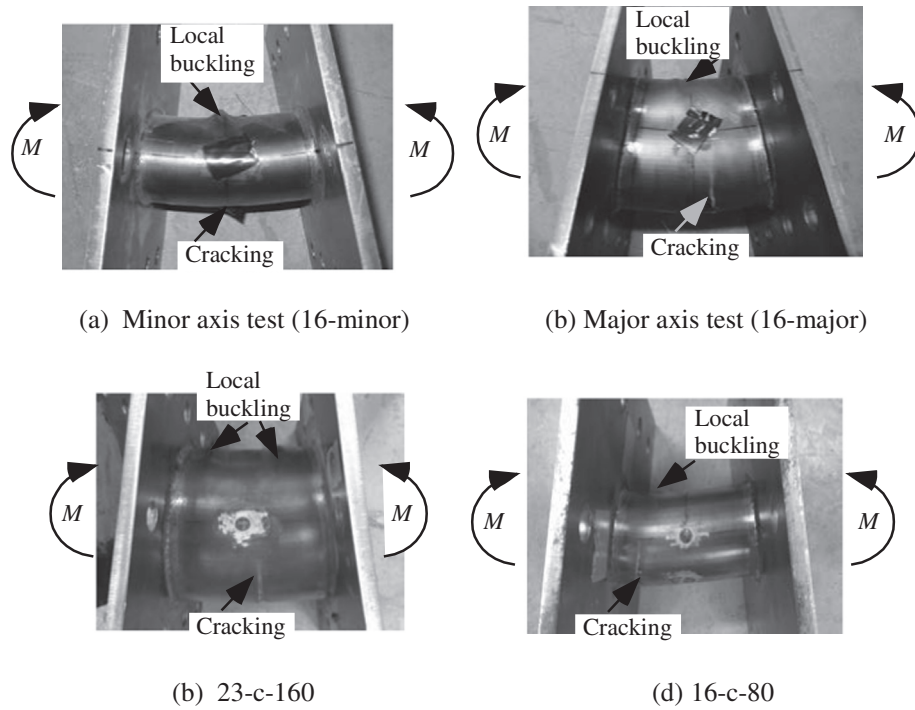 Local
buckling
M
M
Cracking
(a) Minor axis test (16-minor)
Local
buckling
M
M
Cracking
(b) Major axis test (16-major)
Local
buckling
M
M
Cracking
(b) 23-c-160
Local
buckling
M
M
Cracking
(d) 16-c-80